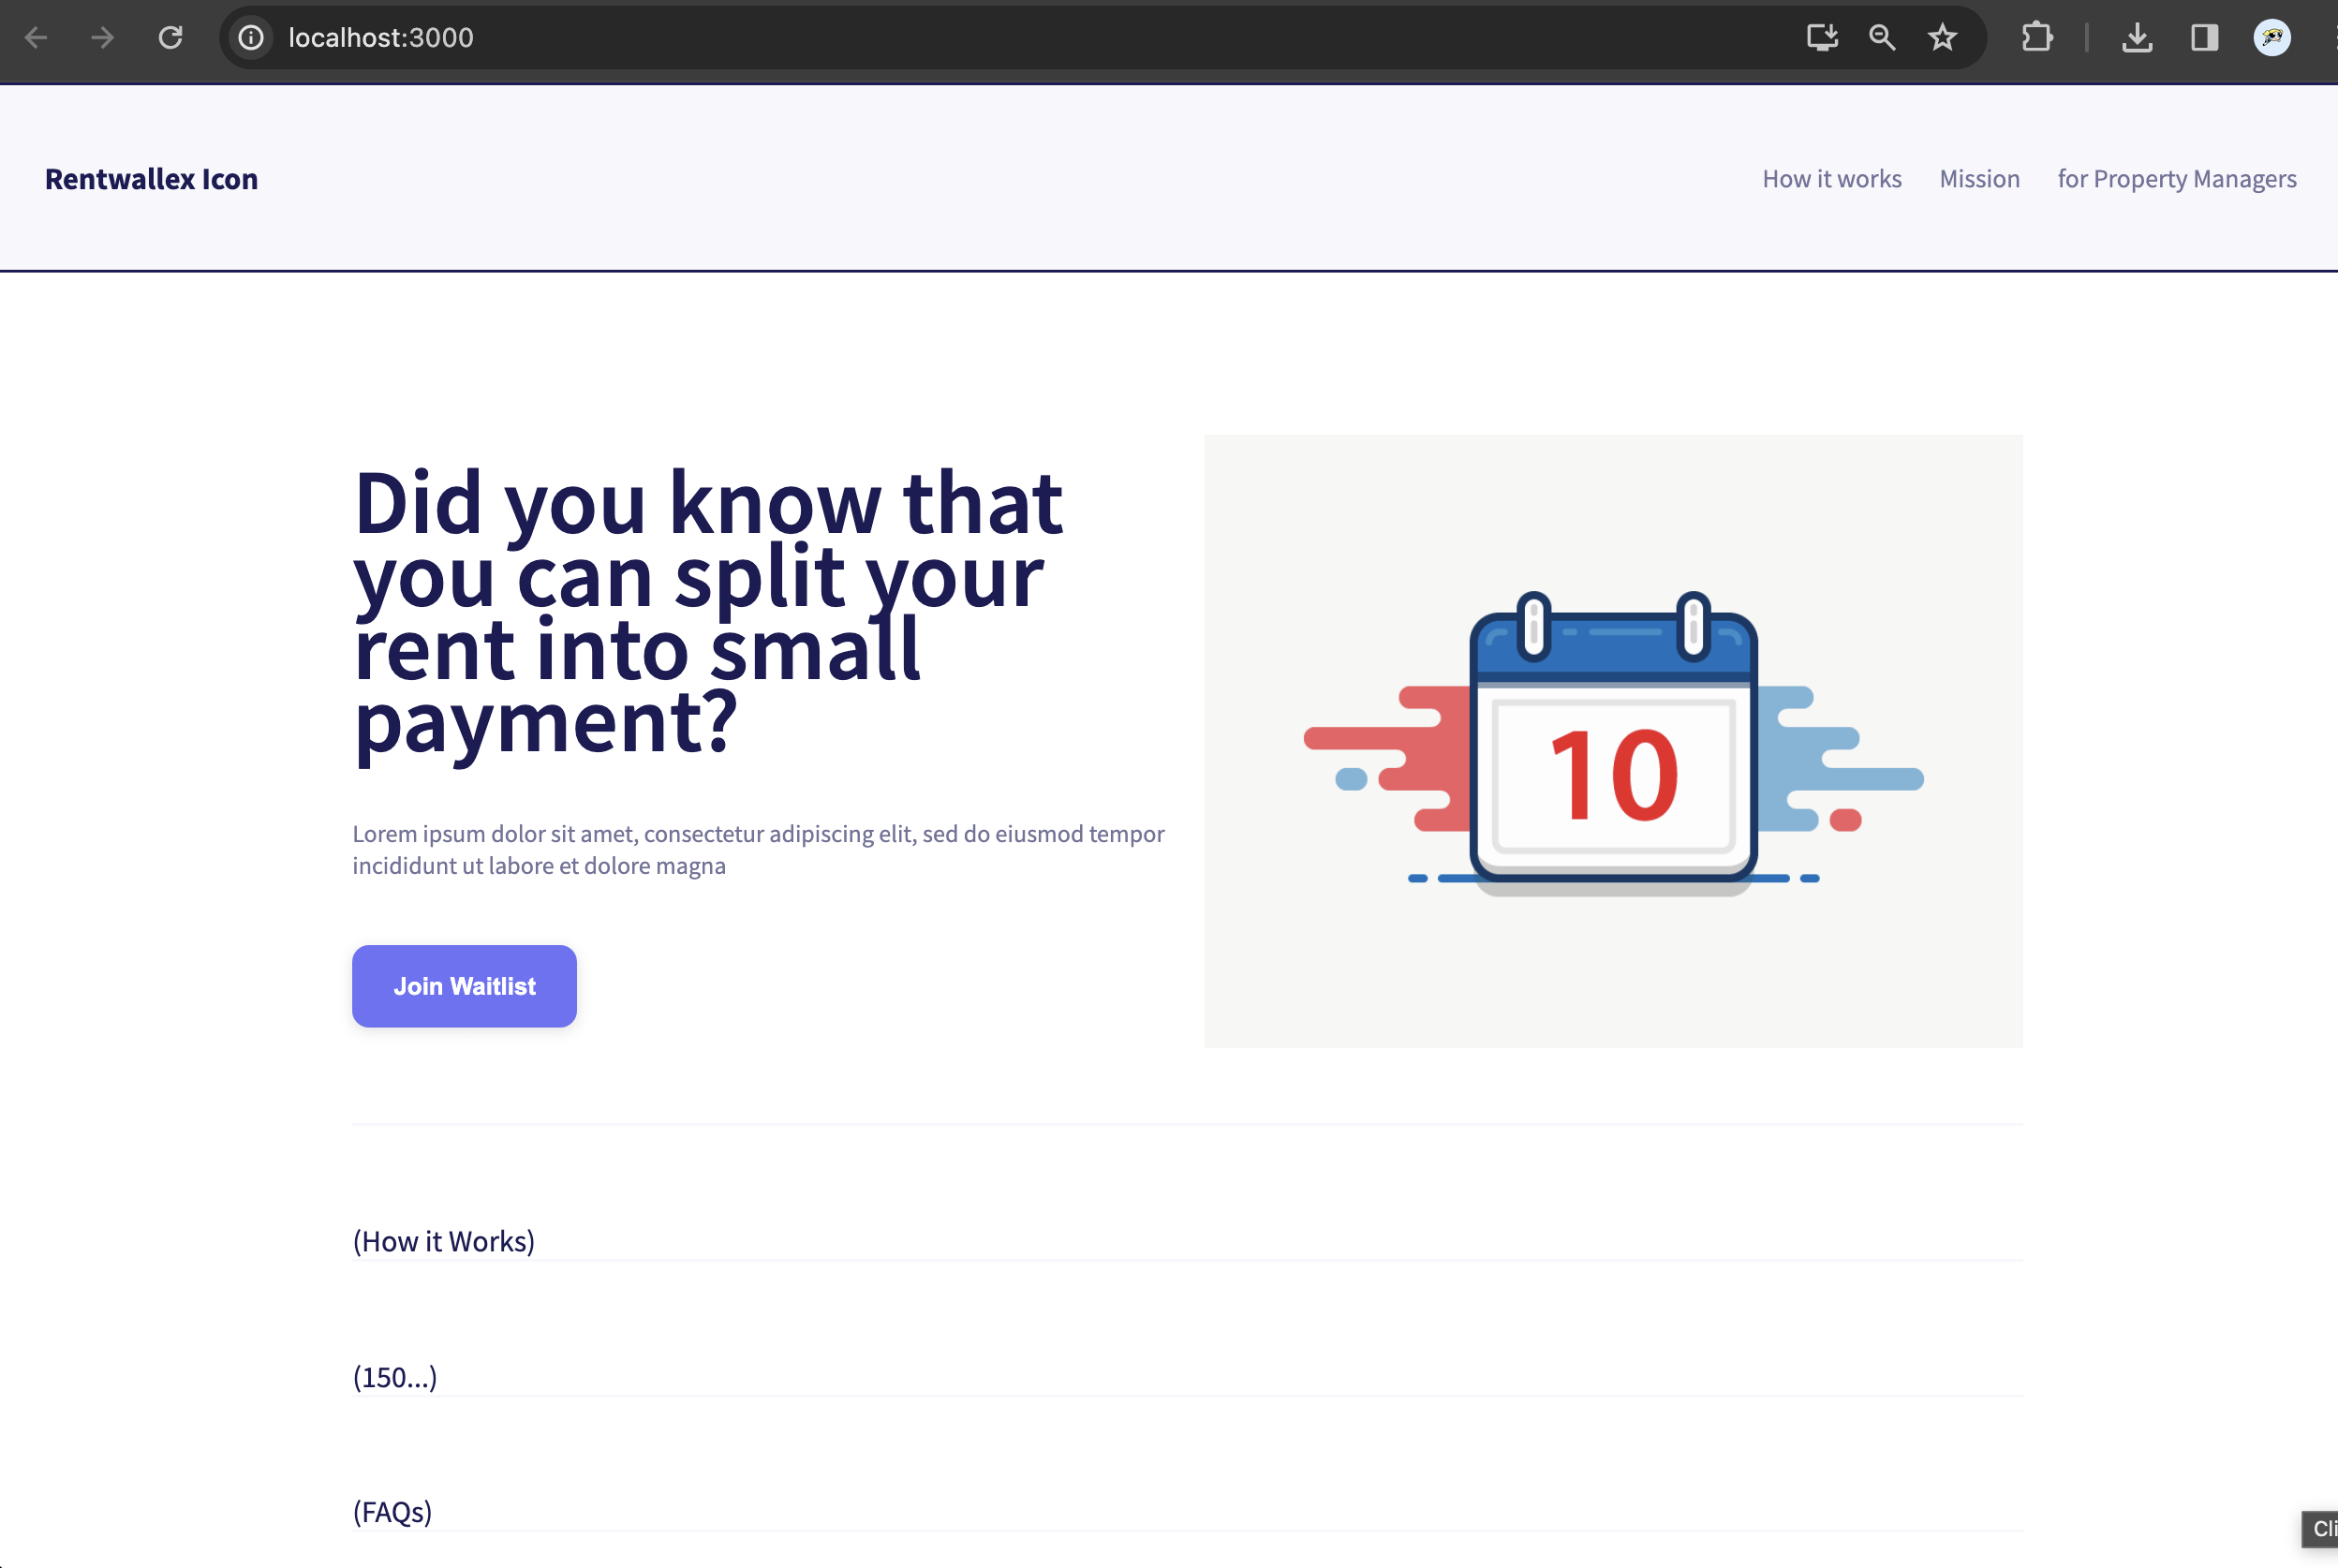 localhost:3000
Rentwallex Icon
How it works Mission for Property Managers
Did you know that
you can split your
rent into small
payment?
Lorem ipsum dolor sit amet, consectetur adipiscing elit, sed do eiusmod tempor
incididunt ut labore et dolore magna
10
Join Waitlist
(How it Works)
(150...)
(FAQs)
Cli